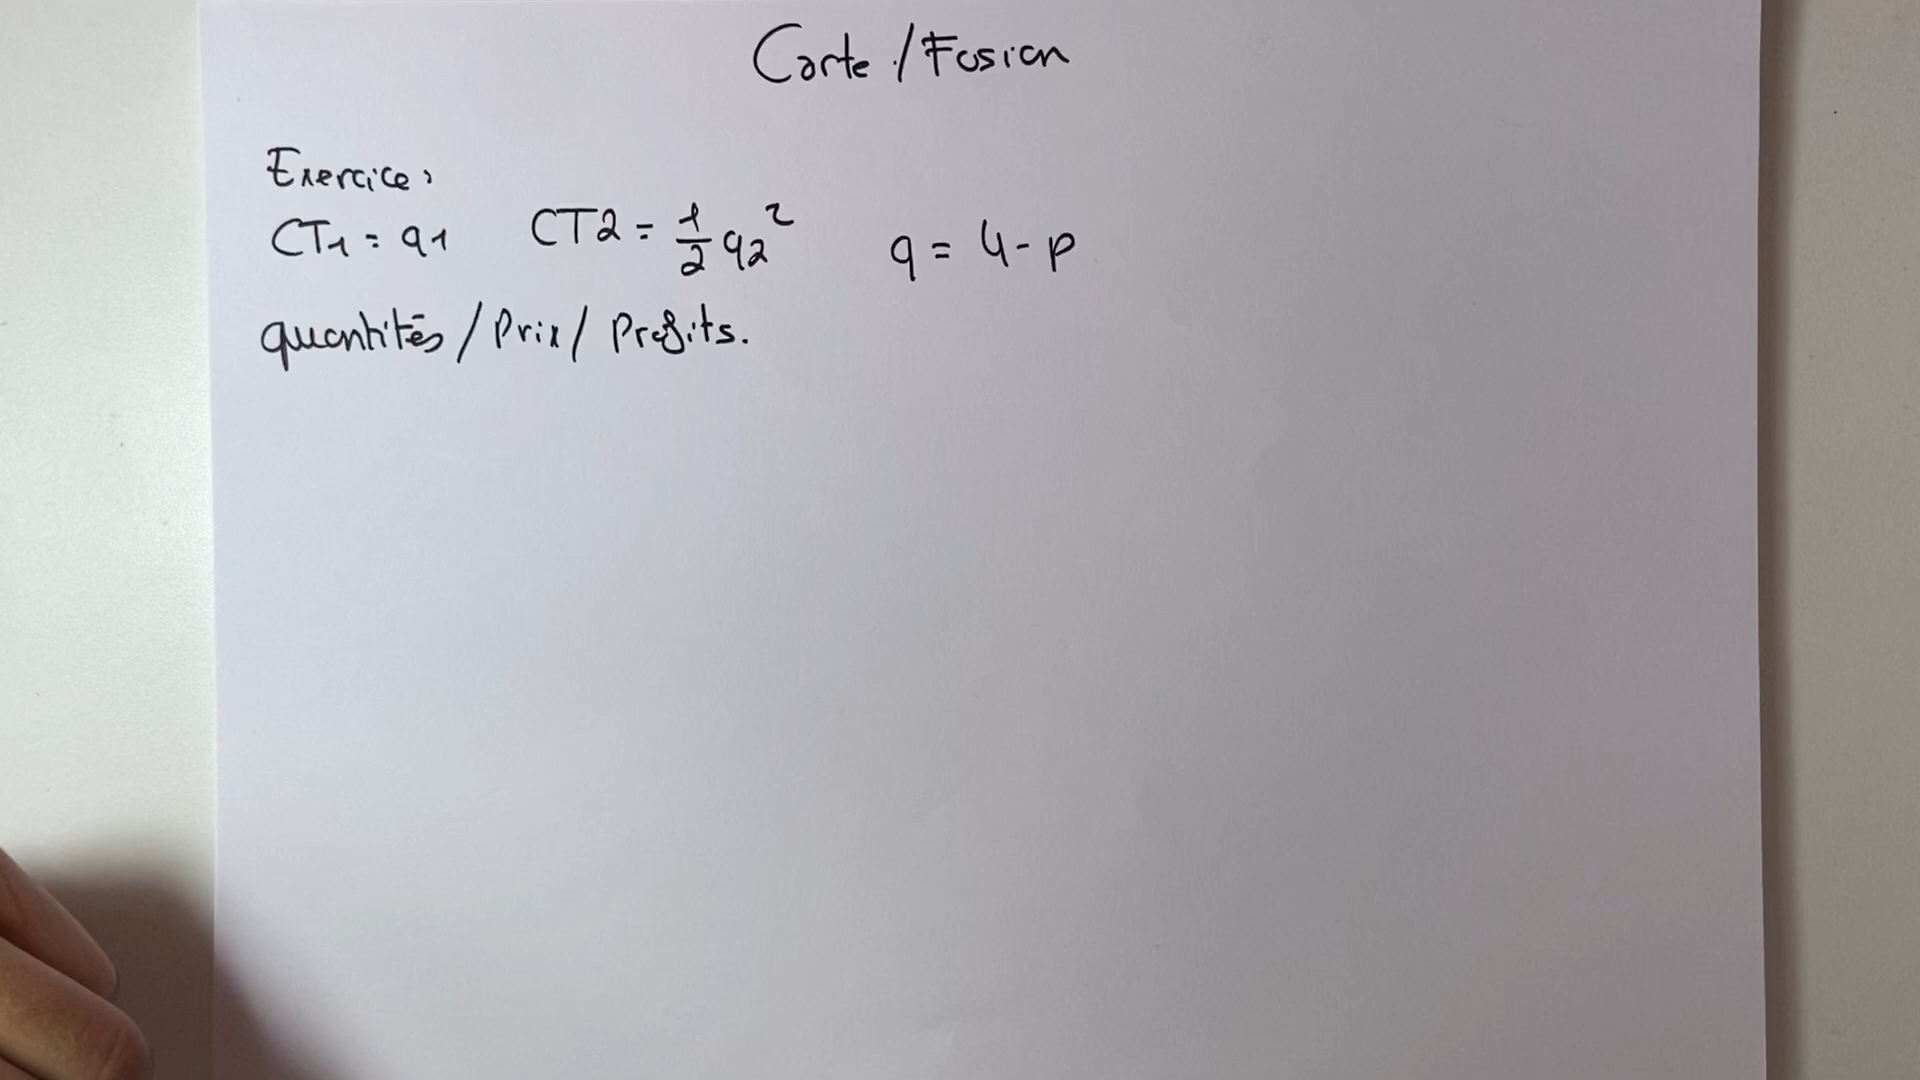 Carte / Fusion
Exercice :
CT1 = q1 CT2 = 1/2 q2² q = 4 - p
quantités / Prix / Profits.